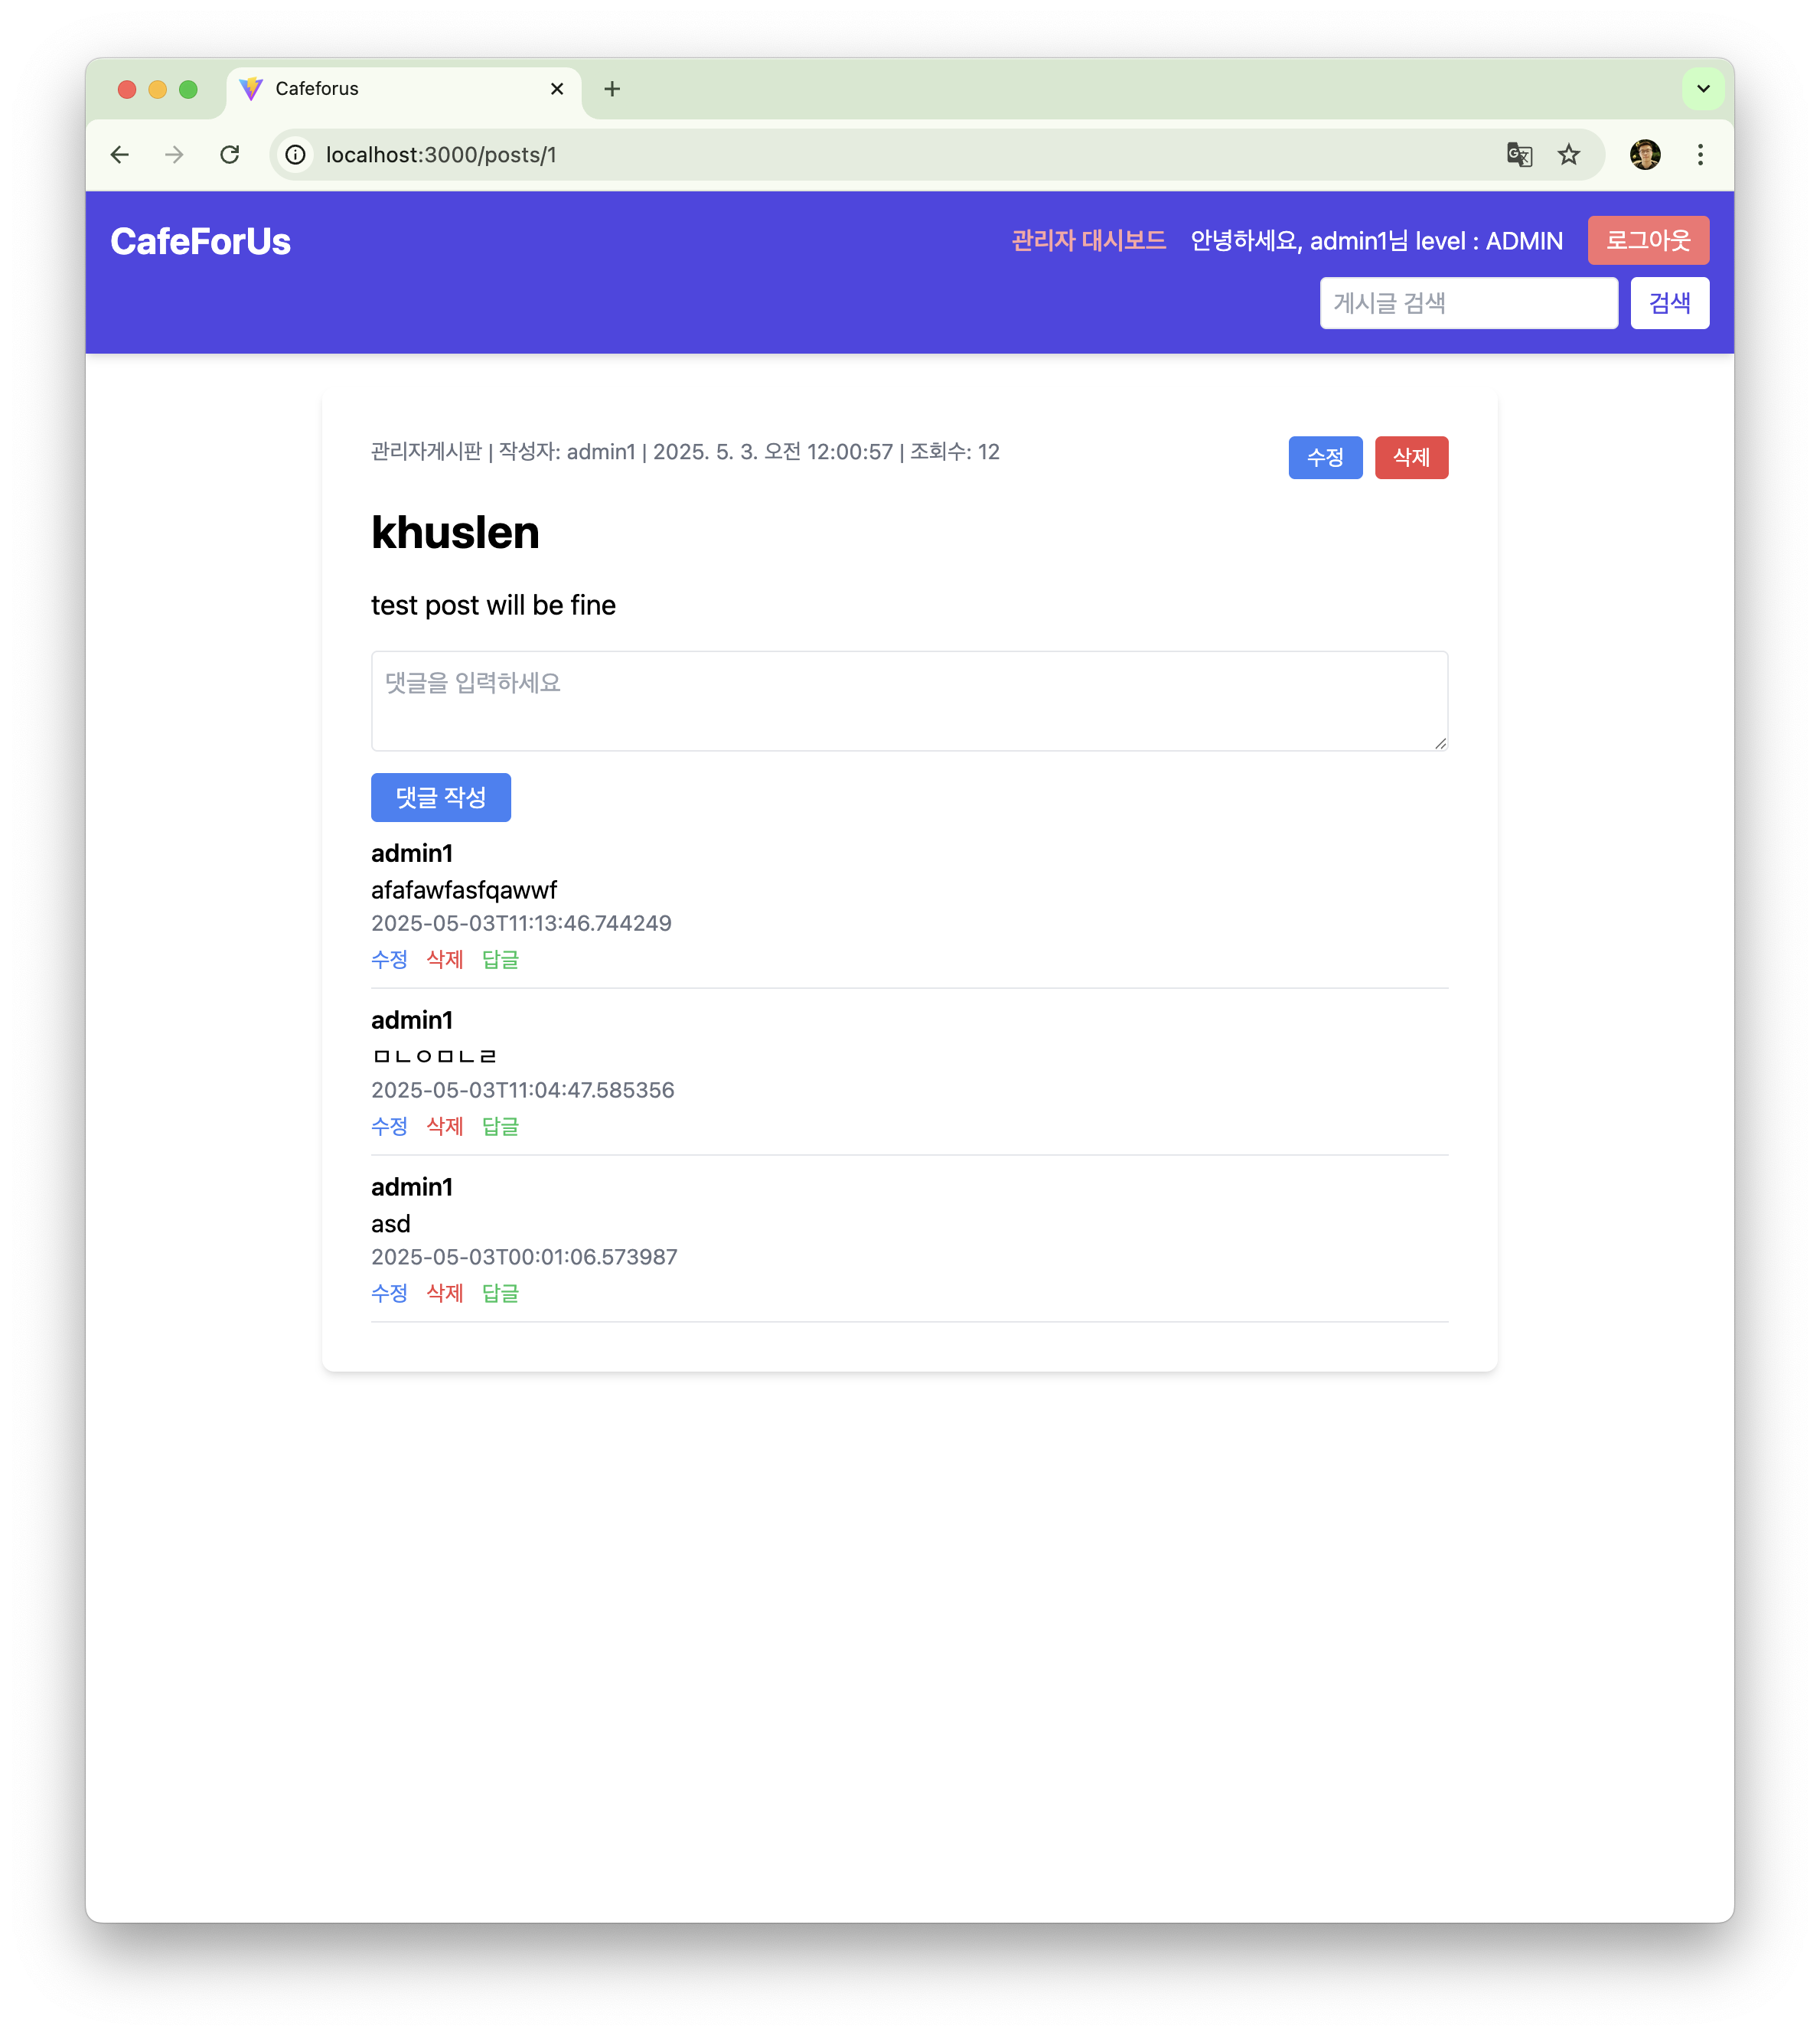 Cafeforus
localhost:3000/posts/1
CafeForUs
관리자 대시보드 안녕하세요, admin1님 level : ADMIN 로그아웃
게시글 검색 검색
관리자게시판 | 작성자: admin1 | 2025. 5. 3. 오전 12:00:57 | 조회수: 12
수정 삭제
khuslen
test post will be fine
댓글을 입력하세요
댓글 작성
admin1
afafawfasfqawwf
2025-05-03T11:13:46.744249
수정 삭제 답글
admin1
ㅁㄴㅇㅁㄴㄹ
2025-05-03T11:04:47.585356
수정 삭제 답글
admin1
asd
2025-05-03T00:01:06.573987
수정 삭제 답글